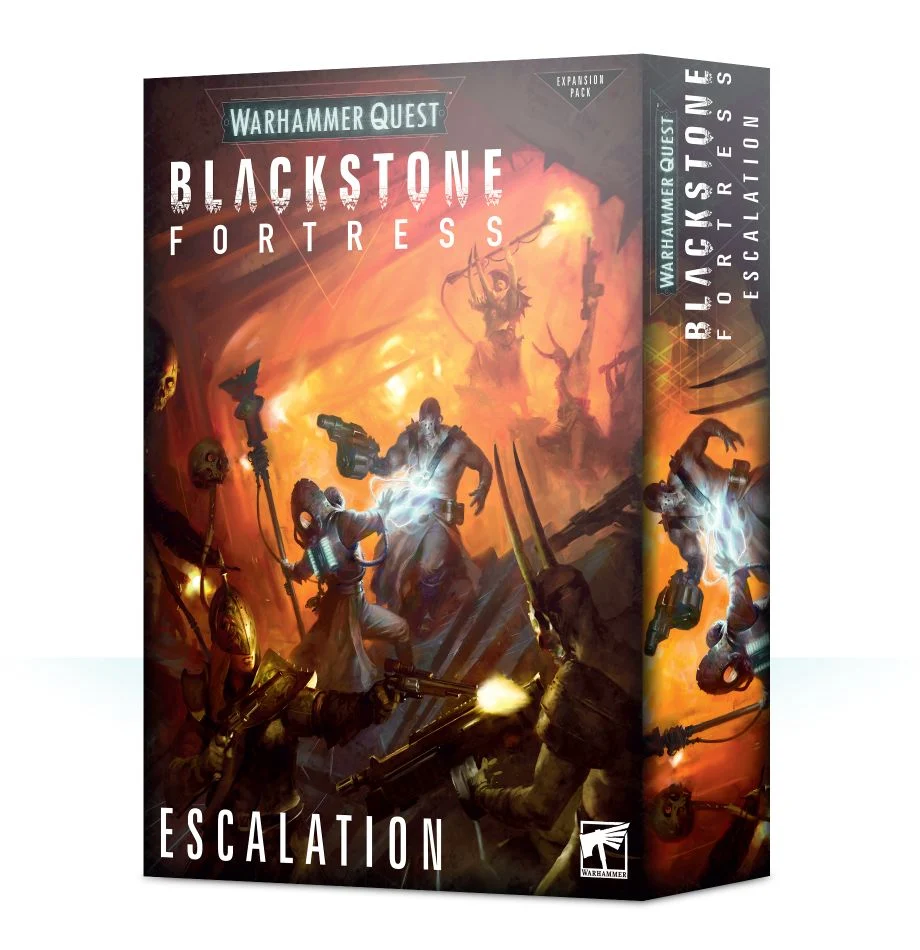 WARHAMMER QUEST
BLACKSTONE
FORTRESS
ESCALATION
WARHAMMER
EXPANSION
PACK
WARHAMMER QUEST
BLACKSTONE
FORTRESS
ESCALATION